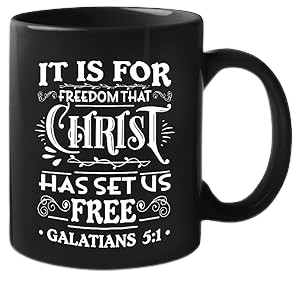 IT IS FOR
FREEDOM THAT
CHRIST
HAS SET US
FREE
• GALATIANS 5:1 •